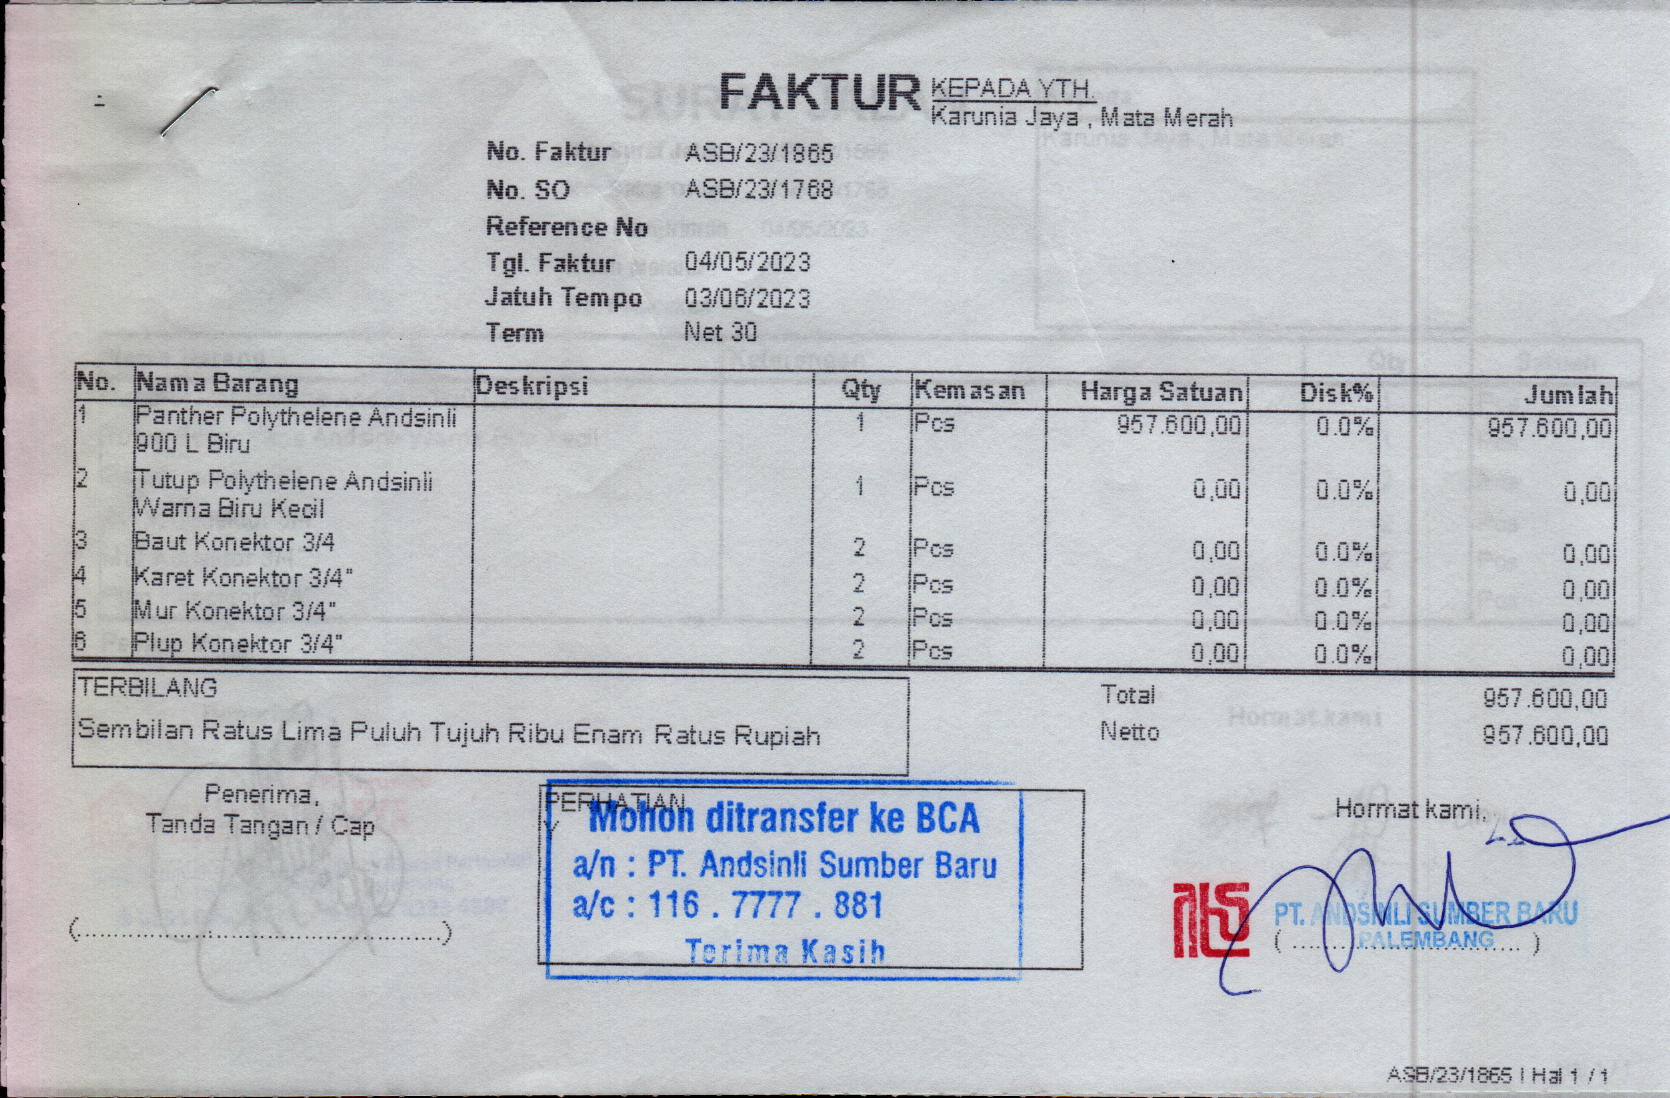 FAKTUR
KEPADA YTH.
Karunia Jaya , Mata Merah
No. Faktur ASB/23/1865
No. SO ASB/23/1768
Reference No
Tgl. Faktur 04/05/2023
Jatuh Tempo 03/06/2023
Term Net 30
No. Nama Barang Deskripsi Qty Kemasan Harga Satuan Disk% Jumlah
1 Panther Polythelene Andsinli 1 Pcs 957.600,00 0.0% 957.600,00
900 L Biru
2 Tutup Polythelene Andsinli 1 Pcs 0,00 0.0% 0,00
Warna Biru Kecil
3 Baut Konektor 3/4 2 Pcs 0,00 0.0% 0,00
4 Karet Konektor 3/4" 2 Pcs 0,00 0.0% 0,00
5 Mur Konektor 3/4" 2 Pcs 0,00 0.0% 0,00
6 Plup Konektor 3/4" 2 Pcs 0,00 0.0% 0,00
TERBILANG
Sembilan Ratus Lima Puluh Tujuh Ribu Enam Ratus Rupiah
Total 957.600,00
Netto 957.600,00
Penerima,
Tanda Tangan / Cap
(................................................)
PERHATIAN
Mohon ditransfer ke BCA
a/n : PT. Andsinli Sumber Baru
a/c : 116 . 7777 . 881
Terima Kasih
Hormat kami,
PT. ANDSINLI SUMBER BARU
PALEMBANG
( .............................. )
ASB/23/1865 | Hal 1 / 1